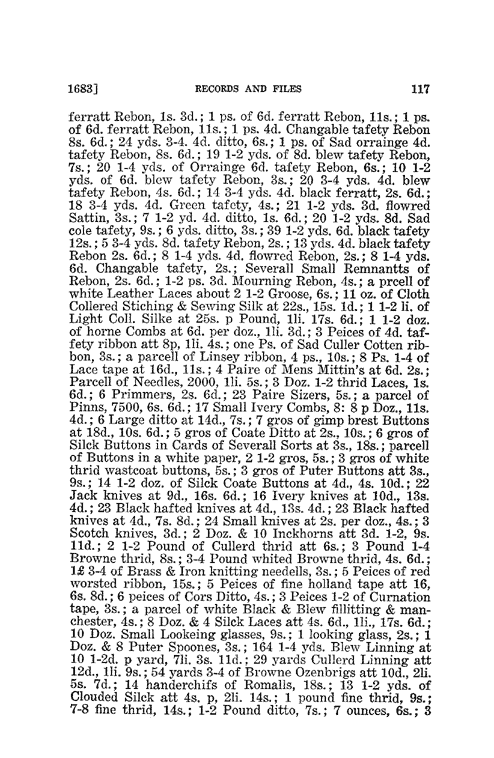 1683] RECORDS AND FILES 117
ferratt Rebon, 1s. 3d.; 1 ps. of 6d. ferratt Rebon, 11s.; 1 ps.
of 6d. ferratt Rebon, 11s.; 1 ps. 4d. Changable tafety Rebon
8s. 6d.; 24 yds. 3-4. 4d. ditto, 6s.; 1 ps. of Sad orrainge 4d.
tafety Rebon, 8s. 6d.; 19 1-2 yds. of 8d. blew tafety Rebon,
7s.; 20 1-4 yds. of Orrainge 6d. tafety Rebon, 6s.; 10 1-2
yds. of 6d. blew tafety Rebon, 3s.; 20 3-4 yds. 4d. blew
tafety Rebon, 4s. 6d.; 14 3-4 yds. 4d. black ferratt, 2s. 6d.;
18 3-4 yds. 4d. Green tafety, 4s.; 21 1-2 yds. 3d. flowred
Sattin, 3s.; 7 1-2 yd. 4d. ditto, 1s. 6d.; 20 1-2 yds. 8d. Sad
cole tafety, 9s.; 6 yds. ditto, 3s.; 39 1-2 yds. 6d. black tafety
12s.; 5 3-4 yds. 8d. tafety Rebon, 2s.; 13 yds. 4d. black tafety
Rebon 2s. 6d.; 8 1-4 yds. 4d. flowred Rebon, 2s.; 8 1-4 yds.
6d. Changable tafety, 2s.; Severall Small Remnantts of
Rebon, 2s. 6d.; 1-2 ps. 3d. Mourning Rebon, 4s.; a prcell of
white Leather Laces about 2 1-2 Groose, 6s.; 11 oz. of Cloth
Collered Stiching & Sewing Silk at 22s., 15s. 1d.; 1 1-2 li. of
Light Coll. Silke at 25s. p Pound, 1li. 17s. 6d.; 1 1-2 doz.
of horne Combs at 6d. per doz., 1li. 3d.; 3 Peices of 4d. taf-
fety ribbon att 8p, 1li. 4s.; one Ps. of Sad Culler Cotten rib-
bon, 3s.; a parcell of Linsey ribbon, 4 ps., 10s.; 8 Ps. 1-4 of
Lace tape at 16d., 11s.; 4 Paire of Mens Mittin's at 6d. 2s.;
Parcell of Needles, 2000, 1li. 5s.; 3 Doz. 1-2 thrid Laces, 1s.
6d.; 6 Primmers, 2s. 6d.; 23 Paire Sizers, 5s.; a parcel of
Pinns, 7500, 6s. 6d.; 17 Small Ivery Combs, 8: 8 p Doz., 11s.
4d.; 6 Large ditto at 14d., 7s.; 7 gros of gimp brest Buttons
at 18d., 10s. 6d.; 5 gros of Coate Ditto at 2s., 10s.; 6 gros of
Silck Buttons in Cards of Severall Sorts at 3s., 18s.; parcell
of Buttons in a white paper, 2 1-2 gros, 5s.; 3 gros of white
thrid wastcoat buttons, 5s.; 3 gros of Puter Buttons att 3s.,
9s.; 14 1-2 doz. of Silck Coate Buttons at 4d., 4s. 10d.; 22
Jack knives at 9d., 16s. 6d.; 16 Ivery knives at 10d., 13s.
4d.; 23 Black hafted knives at 4d., 13s. 4d.; 23 Black hafted
knives at 4d., 7s. 8d.; 24 Small knives at 2s. per doz., 4s.; 3
Scotch knives, 3d.; 2 Doz. & 10 Inckhorns att 3d. 1-2, 9s.
11d.; 2 1-2 Pound of Cullerd thrid att 6s.; 3 Pound 1-4
Browne thrid, 8s.; 3-4 Pound whited Browne thrid, 4s. 6d.;
1£ 3-4 of Brass & Iron knitting needells, 3s.; 5 Peices of red
worsted ribbon, 15s.; 5 Peices of fine holland tape att 16,
6s. 8d.; 6 peices of Cors Ditto, 4s.; 3 Peices 1-2 of Curnation
tape, 3s.; a parcel of white Black & Blew fillitting & man-
chester, 4s.; 8 Doz. & 4 Silck Laces att 4s. 6d., 1li., 17s. 6d.;
10 Doz. Small Lookeing glasses, 9s.; 1 looking glass, 2s.; 1
Doz. & 8 Puter Spoones, 3s.; 164 1-4 yds. Blew Linning at
10 1-2d. p yard, 7li. 3s. 11d.; 29 yards Cullerd Linning att
12d., 1li. 9s.; 54 yards 3-4 of Browne Ozenbrigs att 10d., 2li.
5s. 7d.; 14 handerchifs of Romalls, 18s.; 13 1-2 yds. of
Clouded Silck att 4s. p, 2li. 14s.; 1 pound fine thrid, 9s.;
7-8 fine thrid, 14s.; 1-2 Pound ditto, 7s.; 7 ounces, 6s.; 3